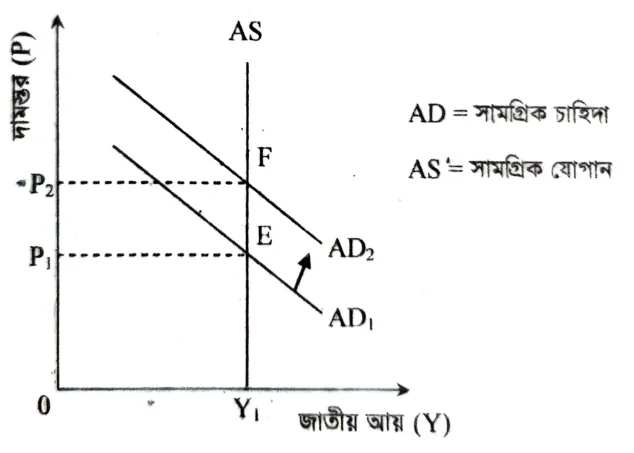 দামস্তর (P)
AS
AD = সামগ্রিক চাহিদা
AS = সামগ্রিক যোগান
F
P₂
E
P₁
AD₂
AD₁
0
Y₁
জাতীয় আয় (Y)